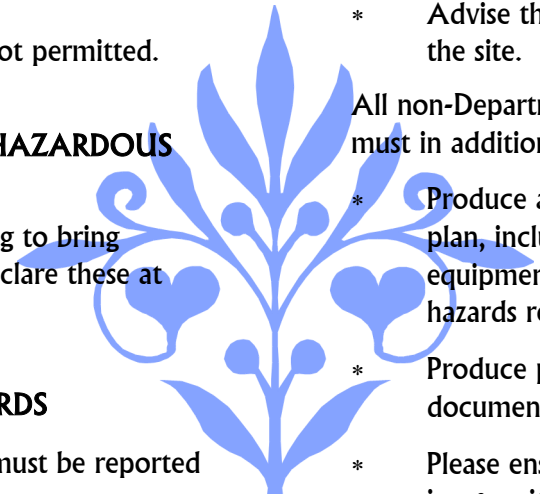 ot permitted.
HAZARDOUS
g to bring
clare these at
RDS
must be reported
* Advise th
the site.
All non-Departm
must in addition
* Produce a
plan, inclu
equipmen
hazards re
* Produce p
documen
* Please ens